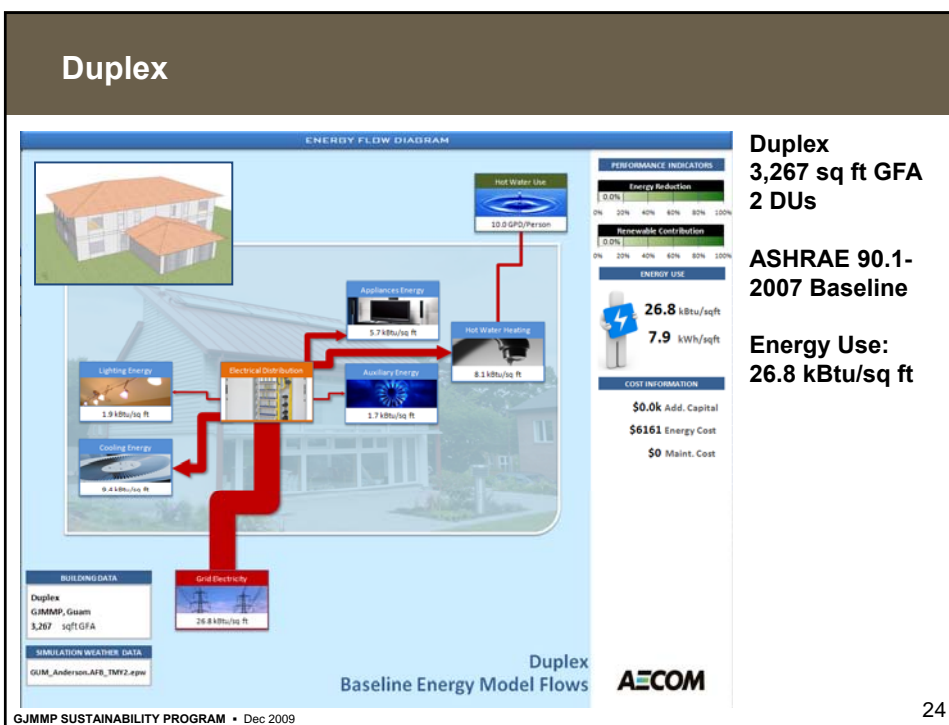 Duplex
ENERGY FLOW DIAGRAM
Hot Water Use
10.0 GPD/Person
Appliances Energy
5.7 kBtu/sq ft
Hot Water Heating
8.1 kBtu/sq ft
Lighting Energy
1.9 kBtu/sq ft
Electrical Distribution
Auxiliary Energy
1.7 kBtu/sq ft
Cooling Energy
9.4 kBtu/sq ft
Grid Electricity
26.8 kBtu/sq ft
BUILDING DATA
Duplex
GJMMP, Guam
3,267 sqft GFA
SIMULATION WEATHER DATA
GUM_Anderson.AFB_TMY2.epw
Duplex
Baseline Energy Model Flows
PERFORMANCE INDICATORS
Energy Reduction
0.0%
0% 20% 40% 60% 80% 100%
Renewable Contribution
0.0%
0% 20% 40% 60% 80% 100%
ENERGY USE
26.8 kBtu/sqft
7.9 kWh/sqft
COST INFORMATION
$0.0k Add. Capital
$6161 Energy Cost
$0 Maint. Cost
AECOM
Duplex
3,267 sq ft GFA
2 DUs
ASHRAE 90.1-
2007 Baseline
Energy Use:
26.8 kBtu/sq ft
GJMMP SUSTAINABILITY PROGRAM ▪ Dec 2009
24